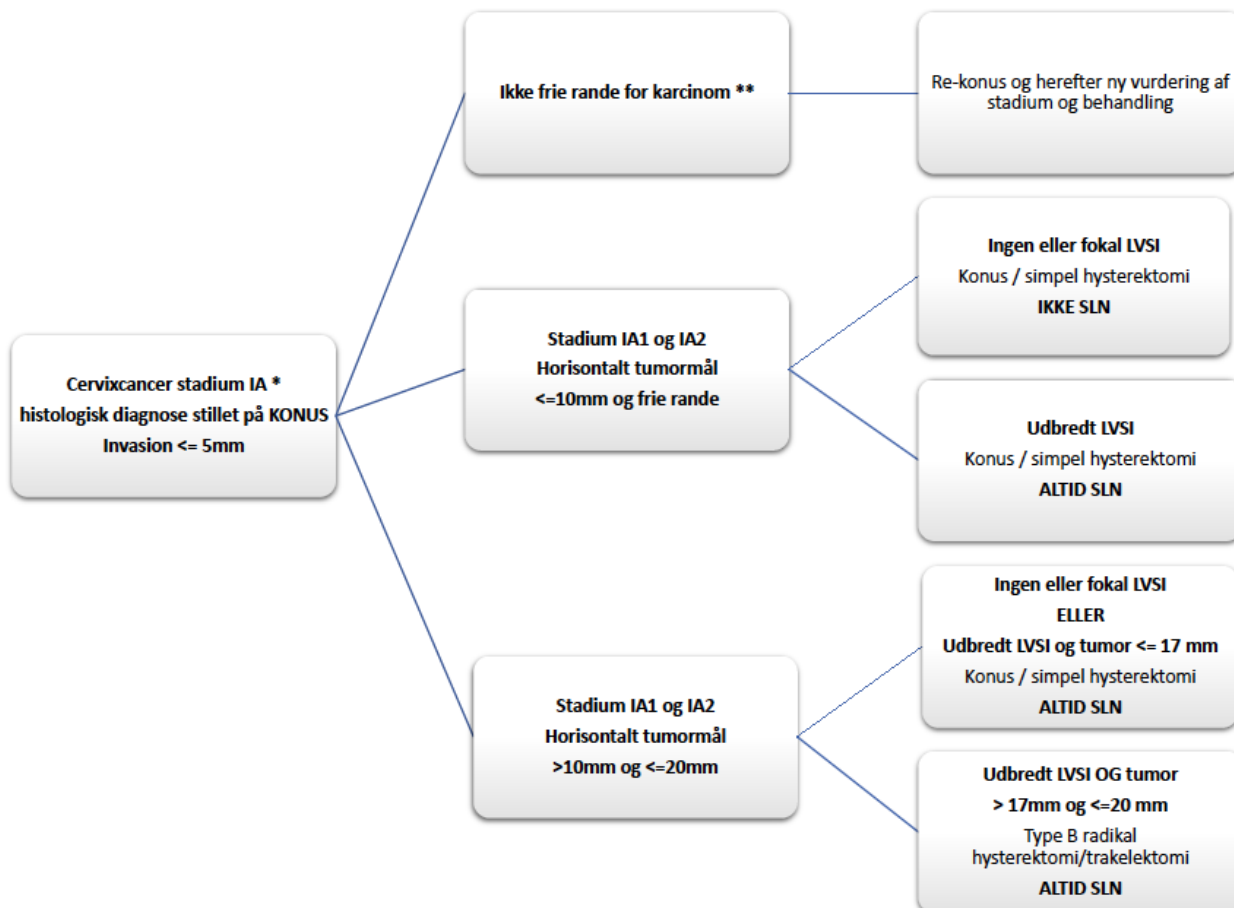 Cervixcancer stadium IA *
histologisk diagnose stillet på KONUS
Invasion <= 5mm
Ikke frie rande for karcinom **
Re-konus og herefter ny vurdering af
stadium og behandling
Stadium IA1 og IA2
Horisontalt tumormål
<=10mm og frie rande
Ingen eller fokal LVSI
Konus / simpel hysterektomi
IKKE SLN
Udbredt LVSI
Konus / simpel hysterektomi
ALTID SLN
Stadium IA1 og IA2
Horisontalt tumormål
>10mm og <=20mm
Ingen eller fokal LVSI
ELLER
Udbredt LVSI og tumor <= 17 mm
Konus / simpel hysterektomi
ALTID SLN
Udbredt LVSI OG tumor
> 17mm og <=20 mm
Type B radikal
hysterektomi/trakelektomi
ALTID SLN